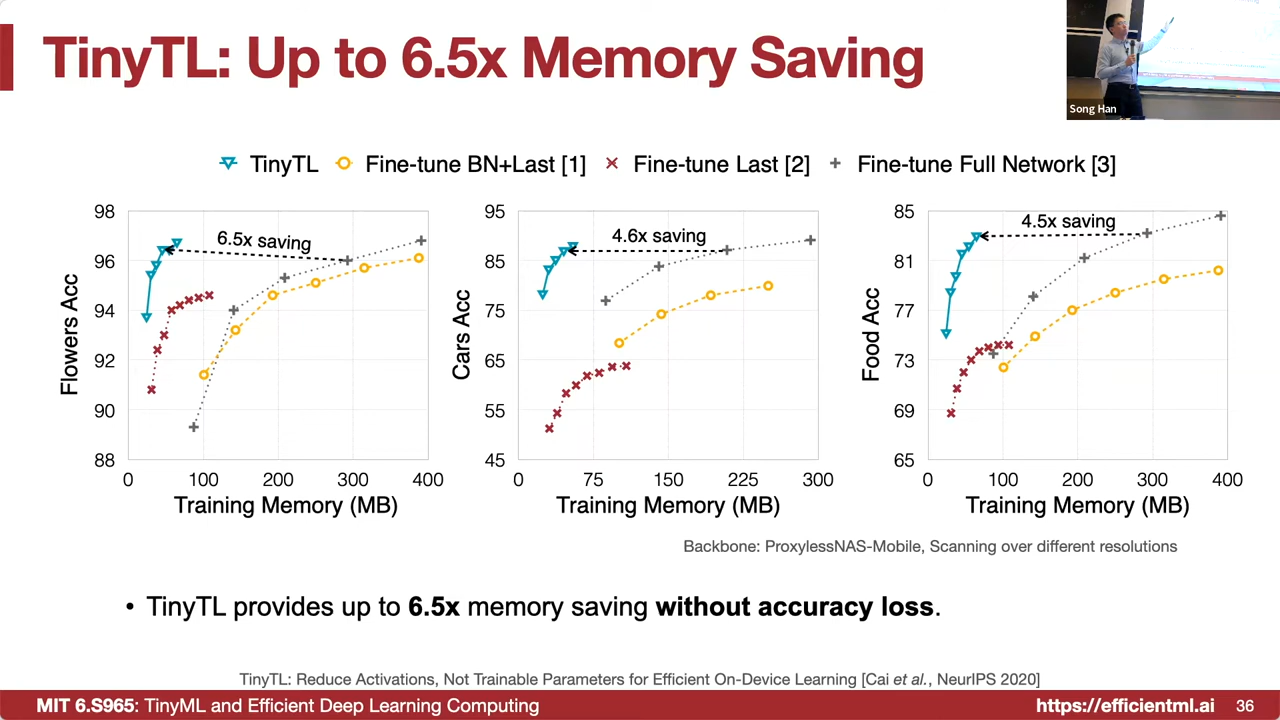 TinyTL: Up to 6.5x Memory Saving
Song Han
TinyTL Fine-tune BN+Last [1] Fine-tune Last [2] Fine-tune Full Network [3]
98
96
94
92
90
88
Flowers Acc
6.5x saving
0 100 200 300 400
Training Memory (MB)
95
85
75
65
55
45
Cars Acc
4.6x saving
0 75 150 225 300
Training Memory (MB)
85
81
77
73
69
65
Food Acc
4.5x saving
0 100 200 300 400
Training Memory (MB)
Backbone: ProxylessNAS-Mobile, Scanning over different resolutions
• TinyTL provides up to 6.5x memory saving without accuracy loss.
TinyTL: Reduce Activations, Not Trainable Parameters for Efficient On-Device Learning [Cai et al., NeurIPS 2020]
MIT 6.S965: TinyML and Efficient Deep Learning Computing https://efficientml.ai 36